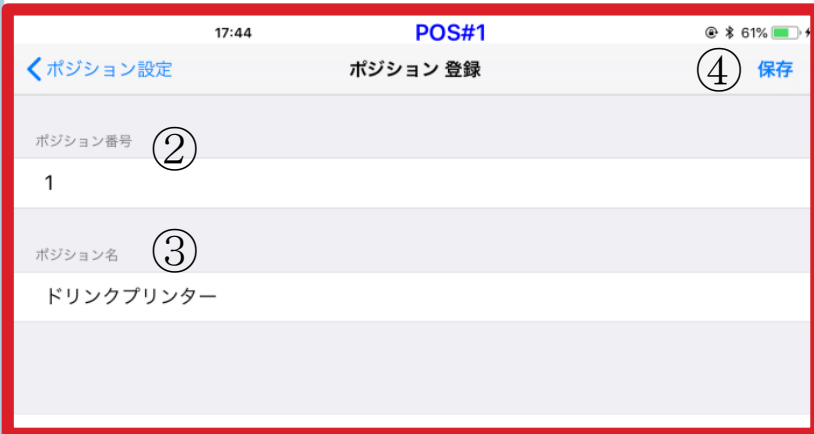 17:44 POS#1 61%
ポジション設定 ポジション 登録 ④ 保存
ポジション番号 ②
1
ポジション名 ③
ドリンクプリンター